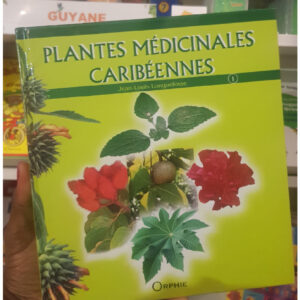 GUYANE
PLANTES MÉDICINALES
CARIBÉENNES
Jean-Louis Longuefosse
1
ORPHIE